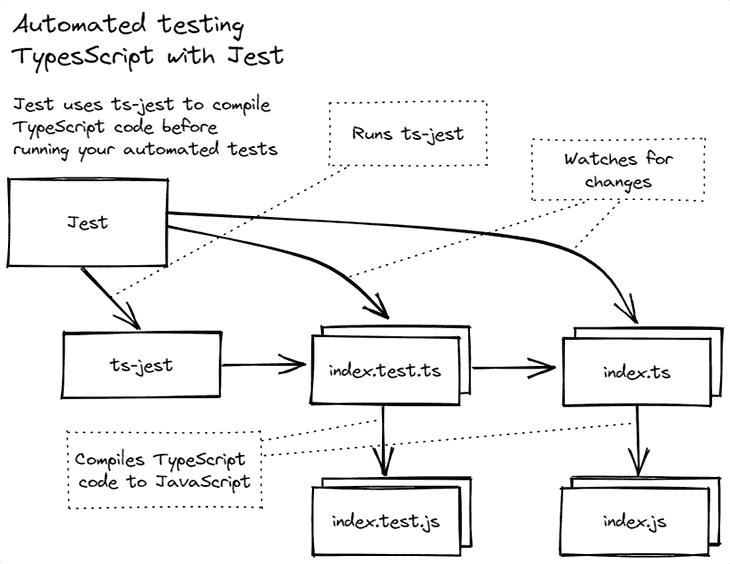 Automated testing
TypesScript with Jest
Jest uses ts-jest to compile
TypeScript code before
running your automated tests
Runs ts-jest
Watches for
changes
Jest
ts-jest
index.test.ts
index.ts
Compiles TypeScript
code to JavaScript
index.test.js
index.js